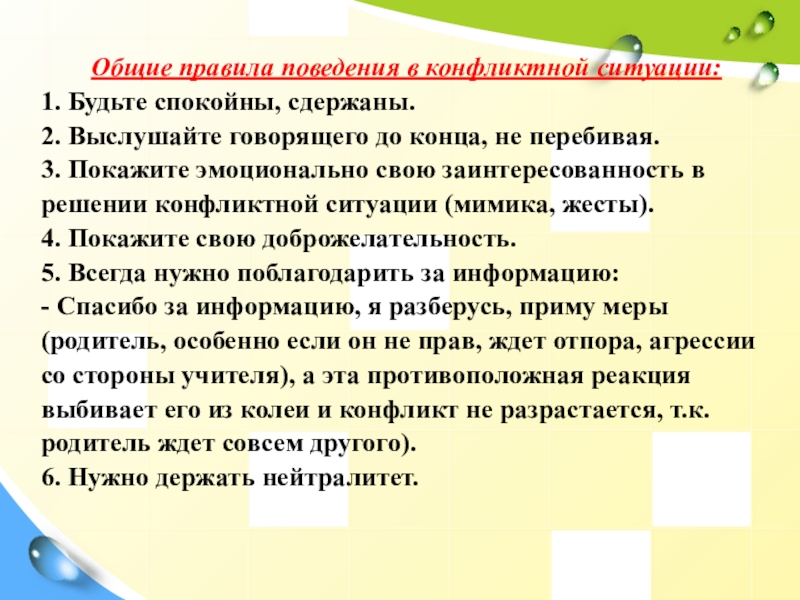 Общие правила поведения в конфликтной ситуации:
1. Будьте спокойны, сдержаны.
2. Выслушайте говорящего до конца, не перебивая.
3. Покажите эмоционально свою заинтересованность в
решении конфликтной ситуации (мимика, жесты).
4. Покажите свою доброжелательность.
5. Всегда нужно поблагодарить за информацию:
- Спасибо за информацию, я разберусь, приму меры
(родитель, особенно если он не прав, ждет отпора, агрессии
со стороны учителя), а эта противоположная реакция
выбивает его из колеи и конфликт не разрастается, т.к.
родитель ждет совсем другого).
6. Нужно держать нейтралитет.